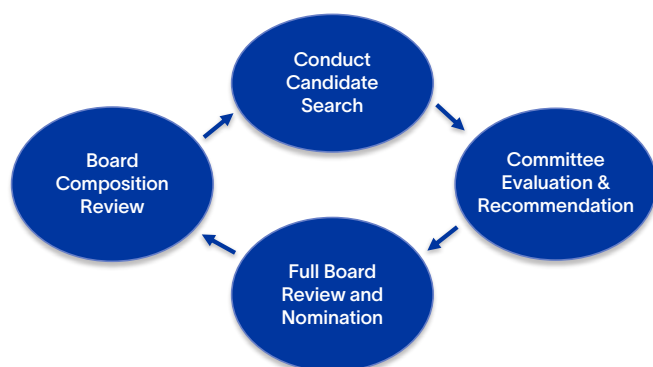 Conduct
Candidate
Search
Board
Composition
Review
Committee
Evaluation &
Recommendation
Full Board
Review and
Nomination